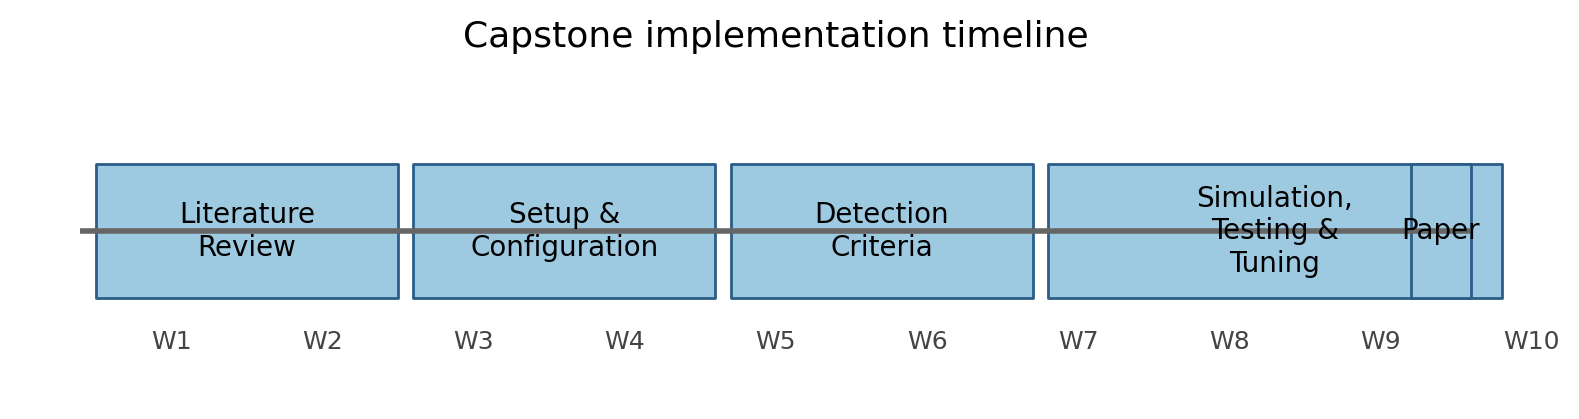 Capstone implementation timeline
Literature
Review
Setup &
Configuration
Detection
Criteria
Simulation,
Testing &
Tuning
Paper
W1 W2 W3 W4 W5 W6 W7 W8 W9 W10